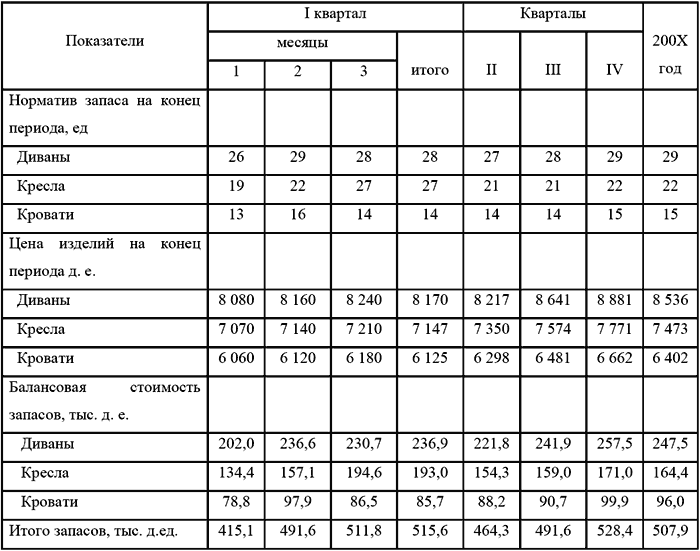 Показатели I квартал Кварталы 200X год
месяцы итого II III IV
1 2 3
Норматив запаса на конец
периода, ед
Диваны 26 29 28 28 27 28 29 29
Кресла 19 22 27 27 21 21 22 22
Кровати 13 16 14 14 14 14 15 15
Цена изделий на конец
периода д. е.
Диваны 8 080 8 160 8 240 8 170 8 217 8 641 8 881 8 536
Кресла 7 070 7 140 7 210 7 147 7 350 7 574 7 771 7 473
Кровати 6 060 6 120 6 180 6 125 6 298 6 481 6 662 6 402
Балансовая стоимость
запасов, тыс. д. е.
Диваны 202,0 236,6 230,7 236,9 221,8 241,9 257,5 247,5
Кресла 134,4 157,1 194,6 193,0 154,3 159,0 171,0 164,4
Кровати 78,8 97,9 86,5 85,7 88,2 90,7 99,9 96,0
Итого запасов, тыс. д.ед. 415,1 491,6 511,8 515,6 464,3 491,6 528,4 507,9